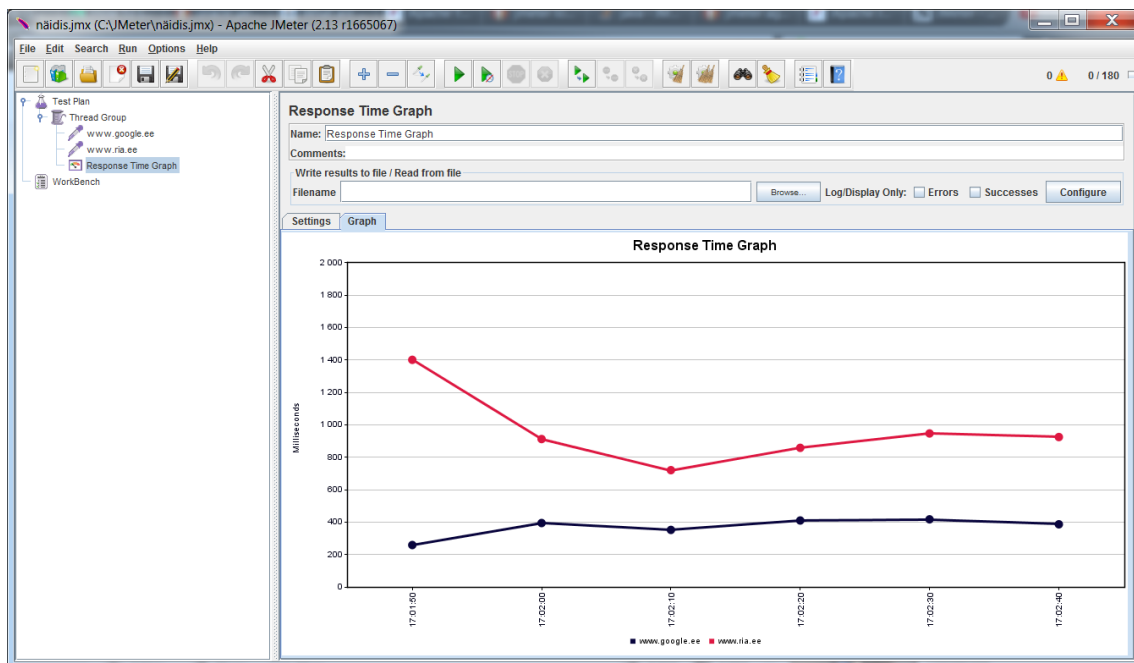 näidis.jmx (C:\JMeter\näidis.jmx) - Apache JMeter (2.13 r1665067)
File Edit Search Run Options Help
0 0 / 180
Test Plan
Thread Group
www.google.ee
www.ria.ee
Response Time Graph
WorkBench
Response Time Graph
Name: Response Time Graph
Comments:
Write results to file / Read from file
Filename Browse... Log/Display Only: Errors Successes Configure
Settings Graph
Response Time Graph
2 000
1 800
1 600
1 400
1 200
1 000
800
600
400
200
0
Milliseconds
17:01:50 17:02:00 17:02:10 17:02:20 17:02:30 17:02:40
www.google.ee www.ria.ee